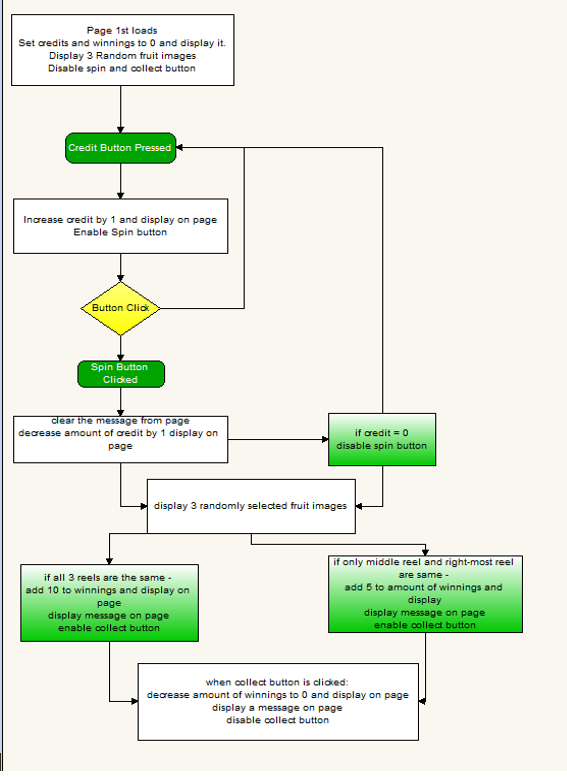 Page 1st loads
Set credits and winnings to 0 and display it.
Display 3 Random fruit images
Disable spin and collect button
Credit Button Pressed
Increase credit by 1 and display on page
Enable Spin button
Button Click
Spin Button
Clicked
clear the message from page
decrease amount of credit by 1 display on
page
if credit = 0
disable spin button
display 3 randomly selected fruit images
if all 3 reels are the same -
add 10 to winnings and display on
page
display message on page
enable collect button
if only middle reel and right-most reel
are same -
add 5 to amount of winnings and
display
display message on page
enable collect button
when collect button is clicked:
decrease amount of winnings to 0 and display on page
display a message on page
disable collect button